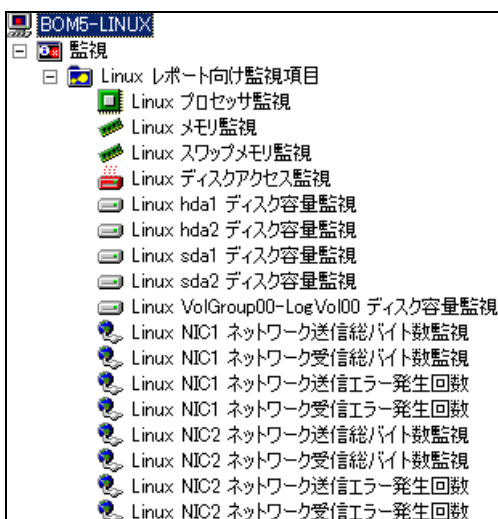 BOM5-LINUX
監視
Linux レポート向け監視項目
Linux プロセッサ監視
Linux メモリ監視
Linux スワップメモリ監視
Linux ディスクアクセス監視
Linux hda1 ディスク容量監視
Linux hda2 ディスク容量監視
Linux sda1 ディスク容量監視
Linux sda2 ディスク容量監視
Linux VolGroup00-LogVol00 ディスク容量監視
Linux NIC1 ネットワーク送信総バイト数監視
Linux NIC1 ネットワーク受信総バイト数監視
Linux NIC1 ネットワーク送信エラー発生回数
Linux NIC1 ネットワーク受信エラー発生回数
Linux NIC2 ネットワーク送信総バイト数監視
Linux NIC2 ネットワーク受信総バイト数監視
Linux NIC2 ネットワーク送信エラー発生回数
Linux NIC2 ネットワーク受信エラー発生回数